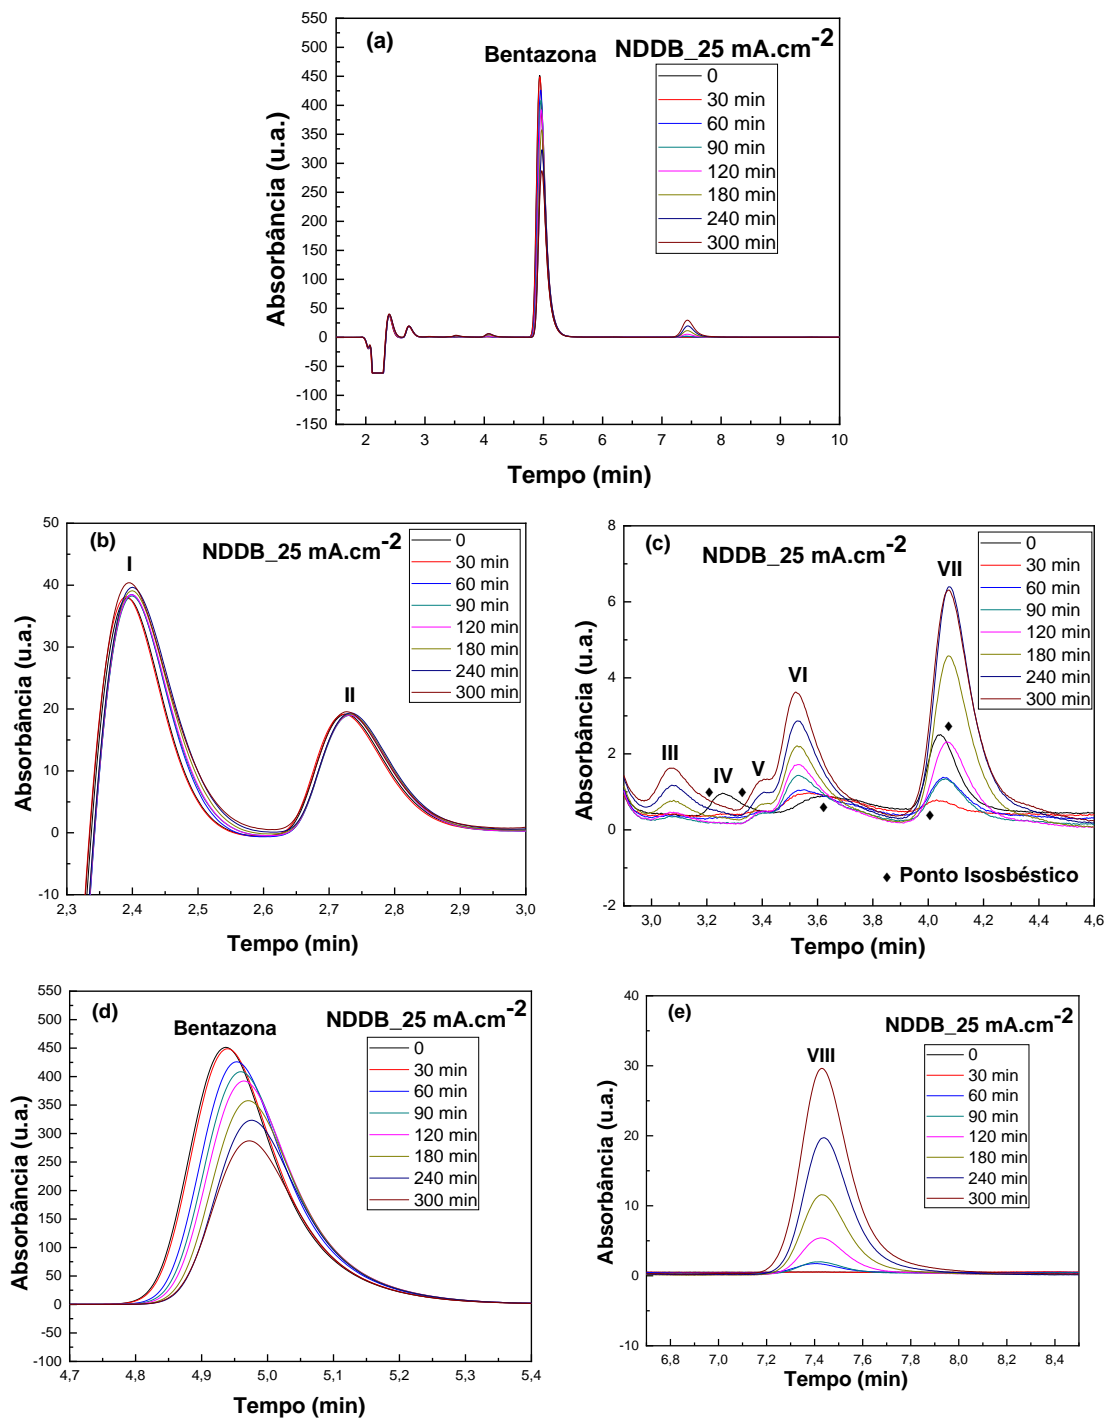 (a)
NDDB_25 mA.cm-2
Bentazona
0
30 min
60 min
90 min
120 min
180 min
240 min
300 min
550
500
450
400
350
300
250
200
150
100
50
0
-50
-100
-150
Absorbância (u.a.)
2 3 4 5 6 7 8 9 10
Tempo (min)
(b)
NDDB_25 mA.cm-2
I
II
0
30 min
60 min
90 min
120 min
180 min
240 min
300 min
50
40
30
20
10
0
-10
Absorbância (u.a.)
2,3 2,4 2,5 2,6 2,7 2,8 2,9 3,0
Tempo (min)
(c)
NDDB_25 mA.cm-2
III IV V VI VII
0
30 min
60 min
90 min
120 min
180 min
240 min
300 min
♦ Ponto Isosbéstico
8
6
4
2
0
-2
Absorbância (u.a.)
3,0 3,2 3,4 3,6 3,8 4,0 4,2 4,4 4,6
Tempo (min)
(d)
NDDB_25 mA.cm-2
Bentazona
0
30 min
60 min
90 min
120 min
180 min
240 min
300 min
550
500
450
400
350
300
250
200
150
100
50
0
-50
-100
Absorbância (u.a.)
4,7 4,8 4,9 5,0 5,1 5,2 5,3 5,4
Tempo (min)
(e)
NDDB_25 mA.cm-2
VIII
0
30 min
60 min
90 min
120 min
180 min
240 min
300 min
40
30
20
10
0
-10
Absorbância (u.a.)
6,8 7,0 7,2 7,4 7,6 7,8 8,0 8,2 8,4
Tempo (min)